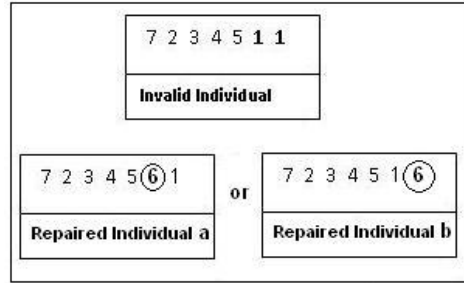 7 2 3 4 5 1 1
Invalid Individual
7 2 3 4 5 6 1
Repaired Individual a
or
7 2 3 4 5 1 6
Repaired Individual b